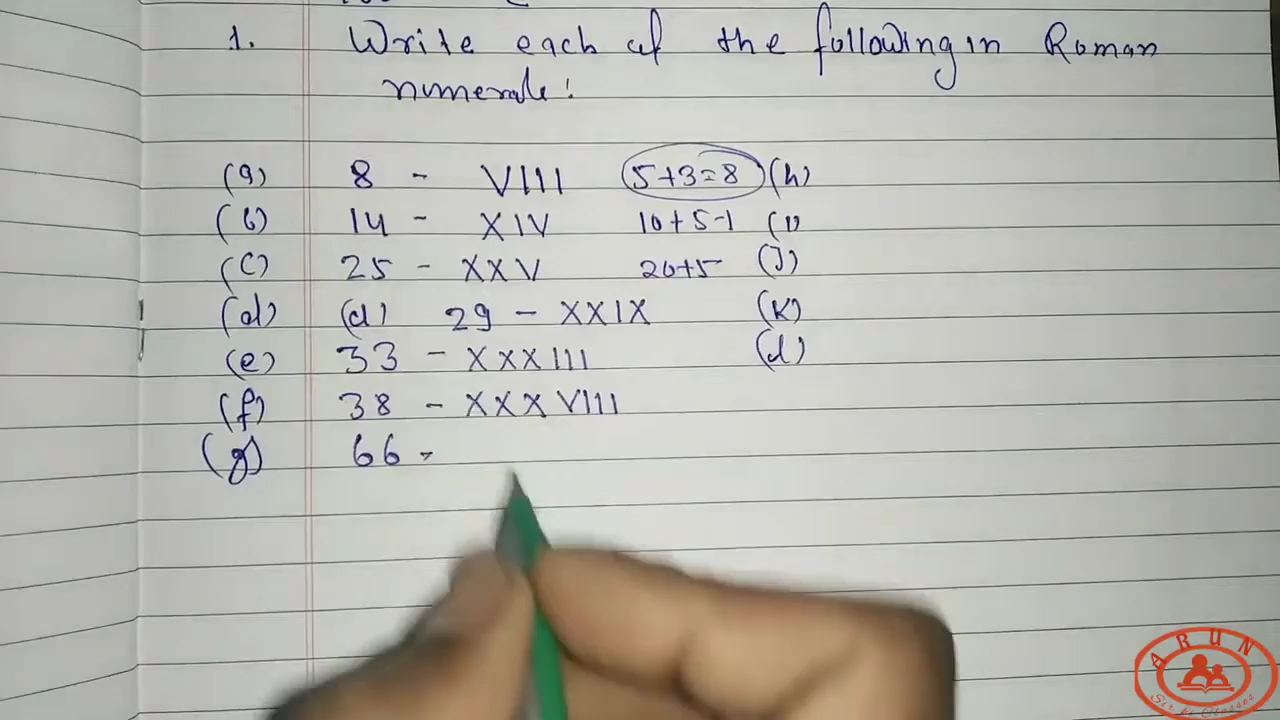 1. Write each of the following in Roman
numerals:
(a) 8 - VIII 5+3=8 (h)
(b) 14 - XIV 10+5-1 (I)
(c) 25 - XXV 20+5 (J)
(d) (d) 29 - XXIX (K)
(e) 33 - XXXIII (d)
(f) 38 - XXXVIII
(g) 66 -
ARUN